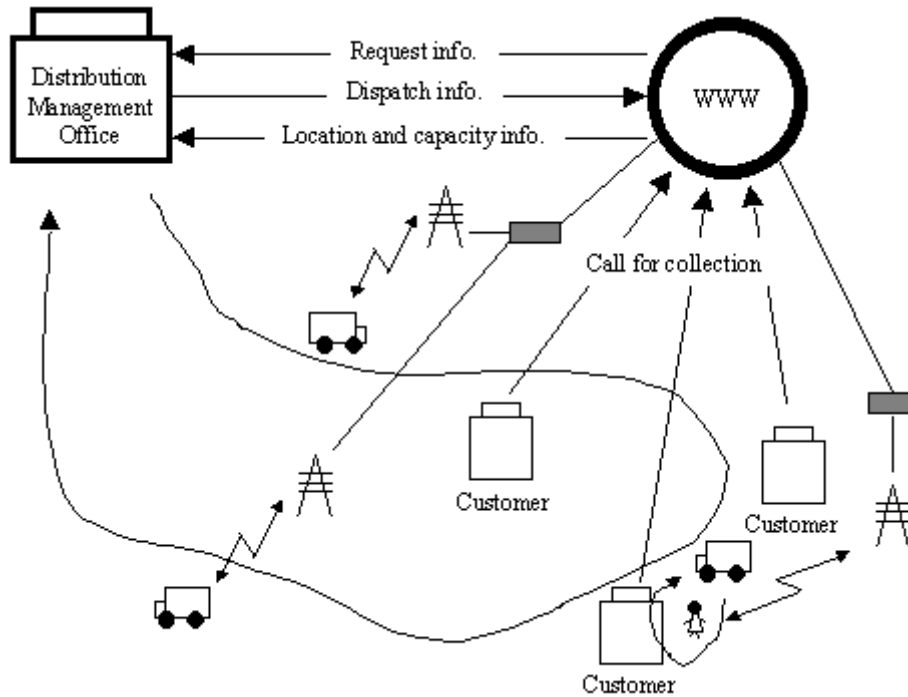 Distribution
Management
Office
Request info.
Dispatch info.
Location and capacity info.
WWW
Call for collection
Customer
Customer
Customer